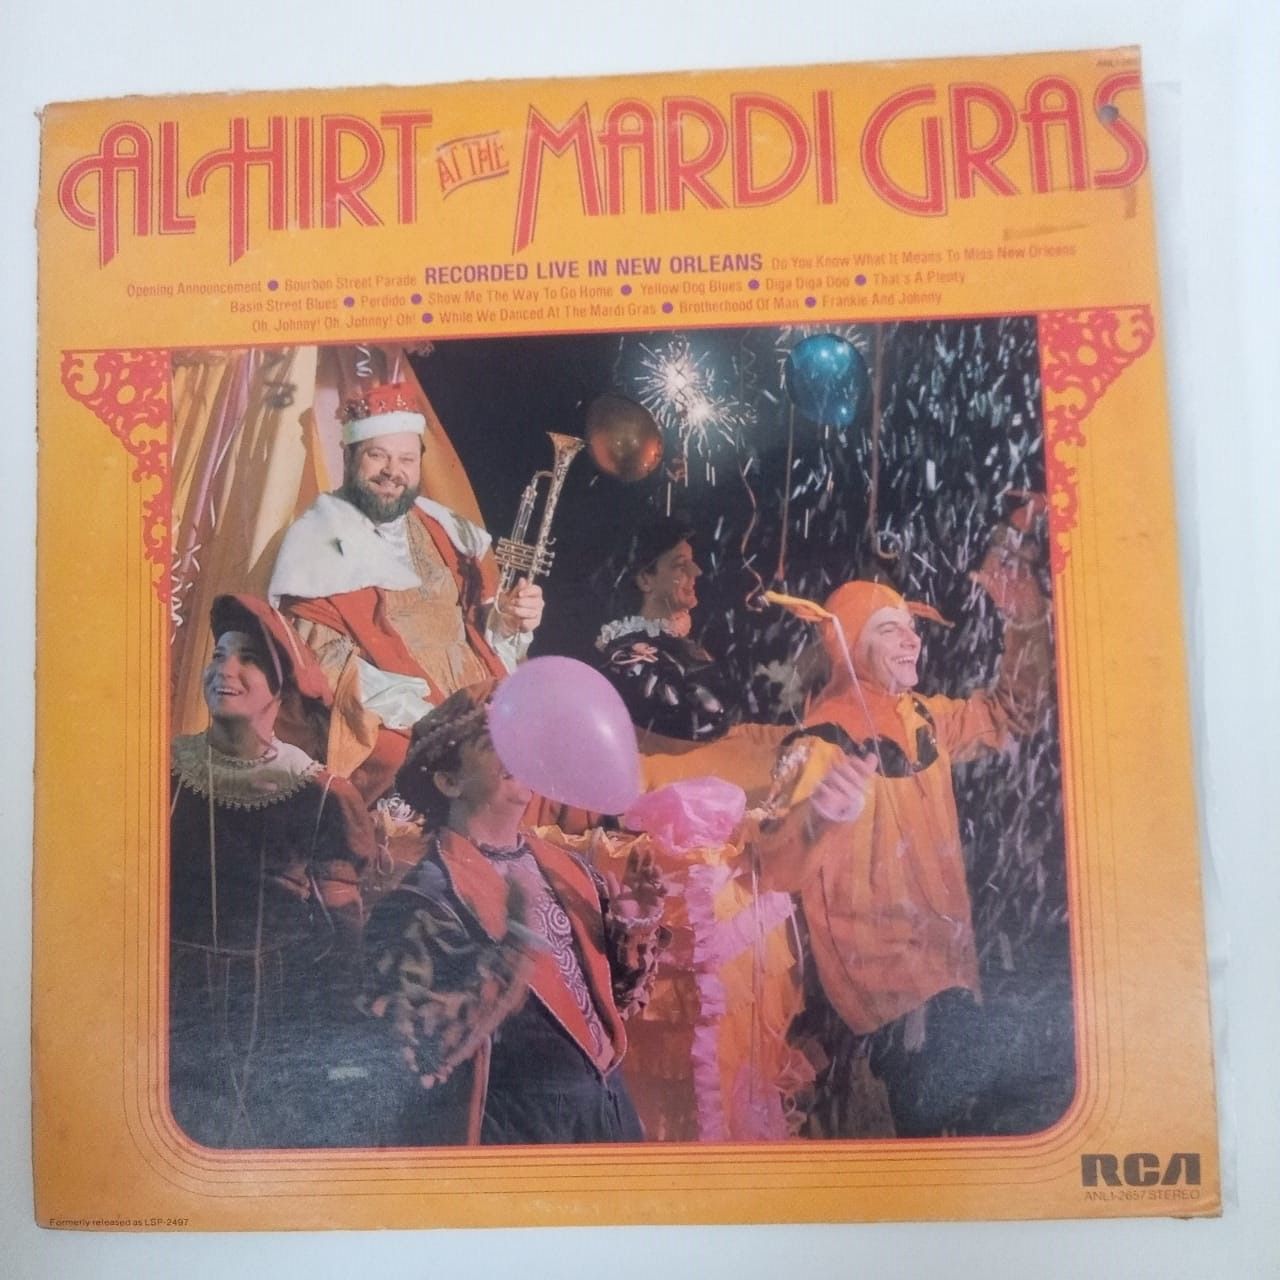 AL HIRT AT THE MARDI GRAS
Opening Announcement ● Bourbon Street Parade RECORDED LIVE IN NEW ORLEANS Do You Know What It Means To Miss New Orleans
Basin Street Blues ● Perdido ● Show Me The Way To Go Home ● Yellow Dog Blues ● Diga Diga Doo ● That's A Plenty
Oh, Johnny! Oh, Johnny! Oh! ● While We Danced At The Mardi Gras ● Brotherhood Of Man ● Frankie And Johnny
RCA
ANL1-2657 STEREO
Formerly released as LSP-2497